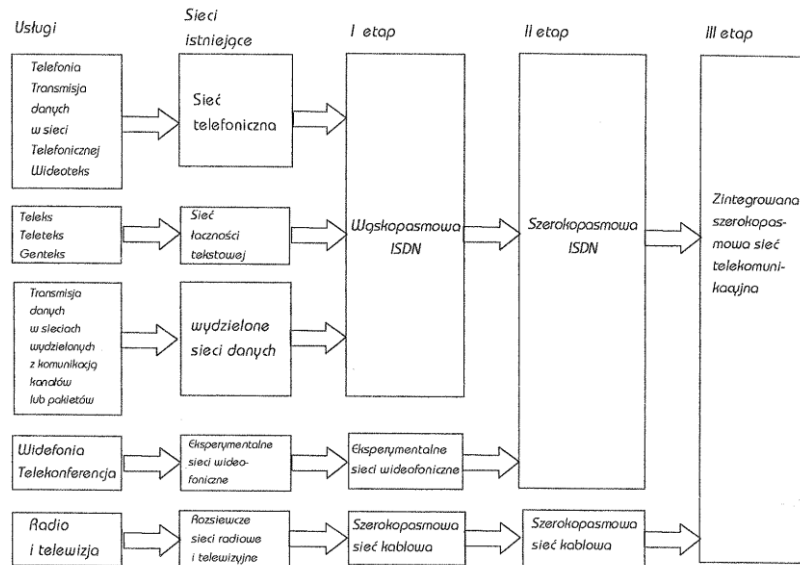 Usługi
Sieci
istniejące
I etap
II etap
III etap
Telefonia
Transmisja
danych
w sieci
Telefonicznej
Wideoteks
Sieć
telefoniczna
Teleks
Teleteks
Genteks
Sieć
łaczności
tekstowej
Wąskopasmowa
ISDN
Szerokopasmowa
ISDN
Zintegrowana
szerokopas-
mowa sieć
telekomuni-
kacyjna
Transmisja
danych
w sieciach
wydzielanych
z komunikacją
kanałów
lub pakietów
wydzielone
sieci danych
Widefonia
Telekonferencja
Eksperymentalne
sieci wideo-
foniczne
Eksperymentalne
sieci wideofoniczne
Radio
i telewizja
Rozsiewcze
sieci radiowe
i telewizyjne
Szerokopasmowa
sieć kablowa
Szerokopasmowa
sieć kablowa